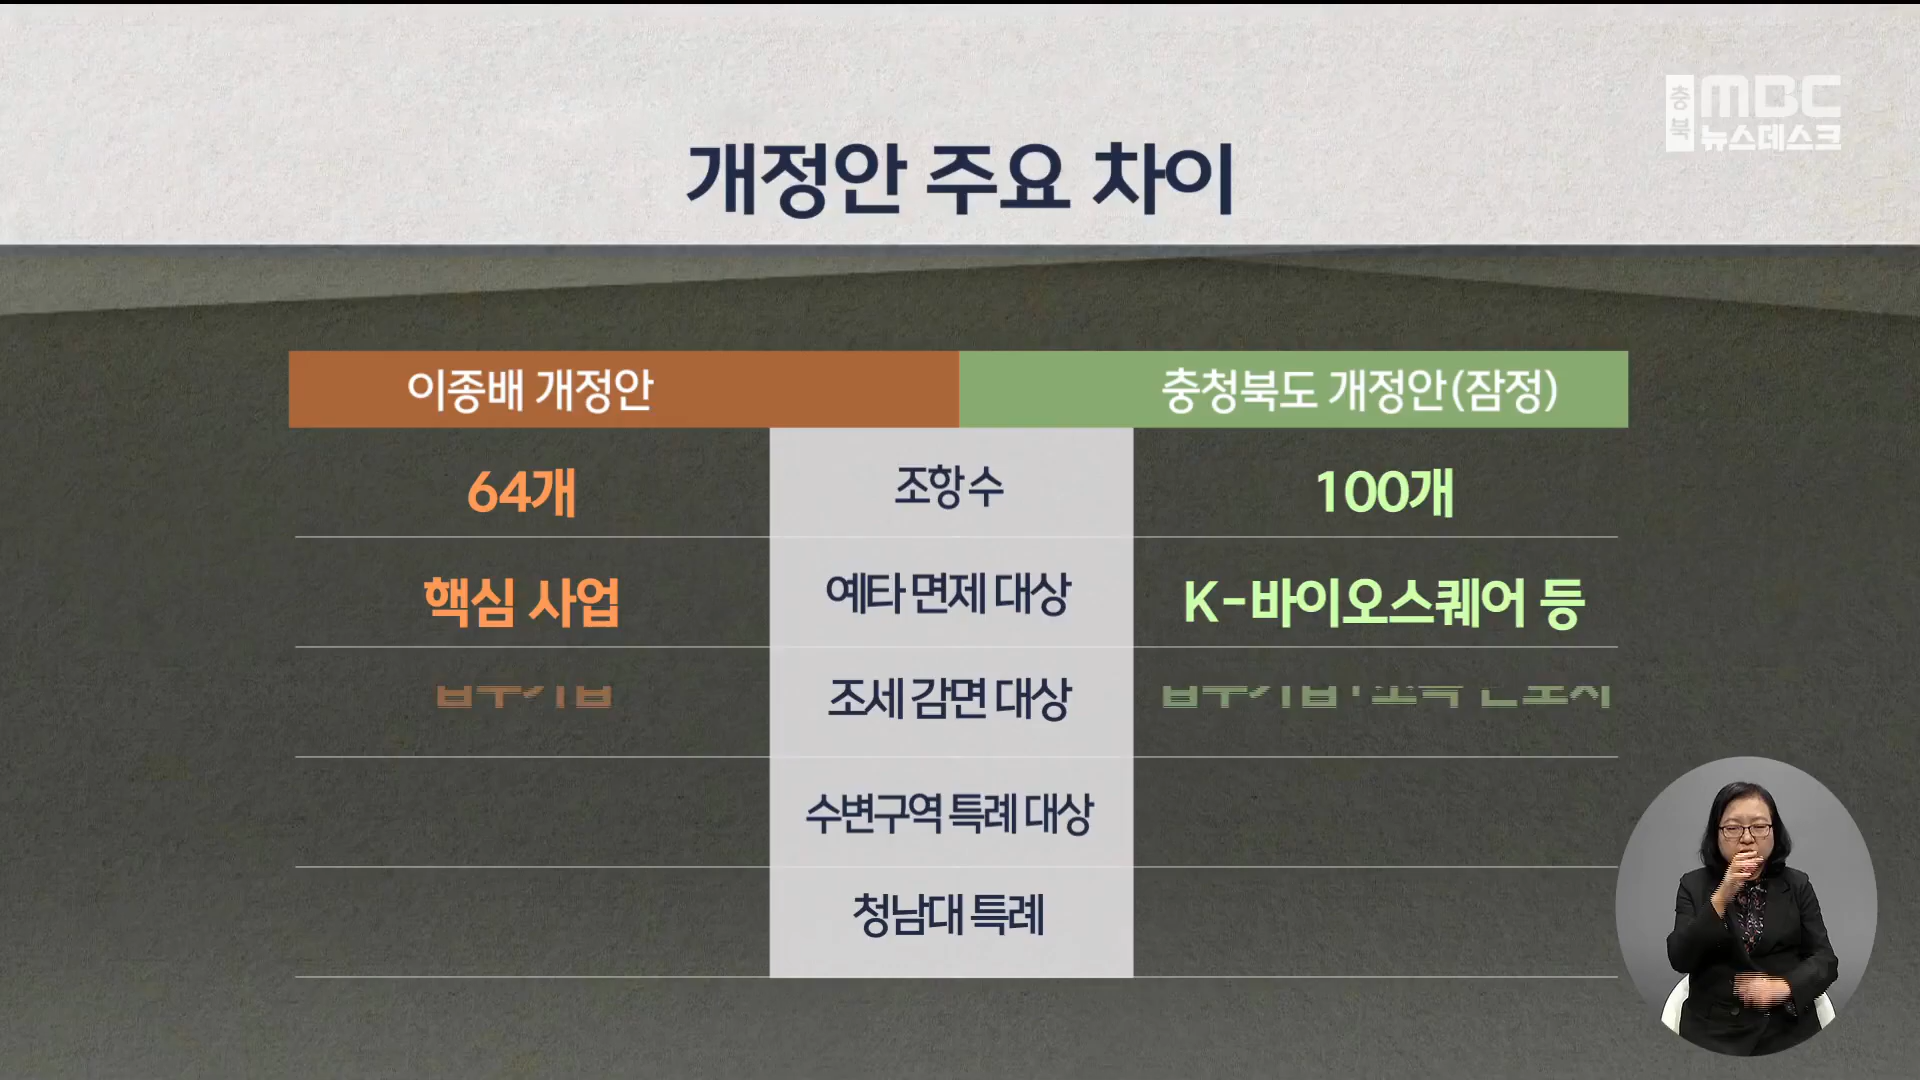 충북 MBC
뉴스데스크
개정안 주요 차이
이종배 개정안
충청북도 개정안(잠정)
64개
조항 수
100개
핵심 사업
예타 면제 대상
K-바이오스퀘어 등
조세 감면 대상
수변구역 특례 대상
청남대 특례